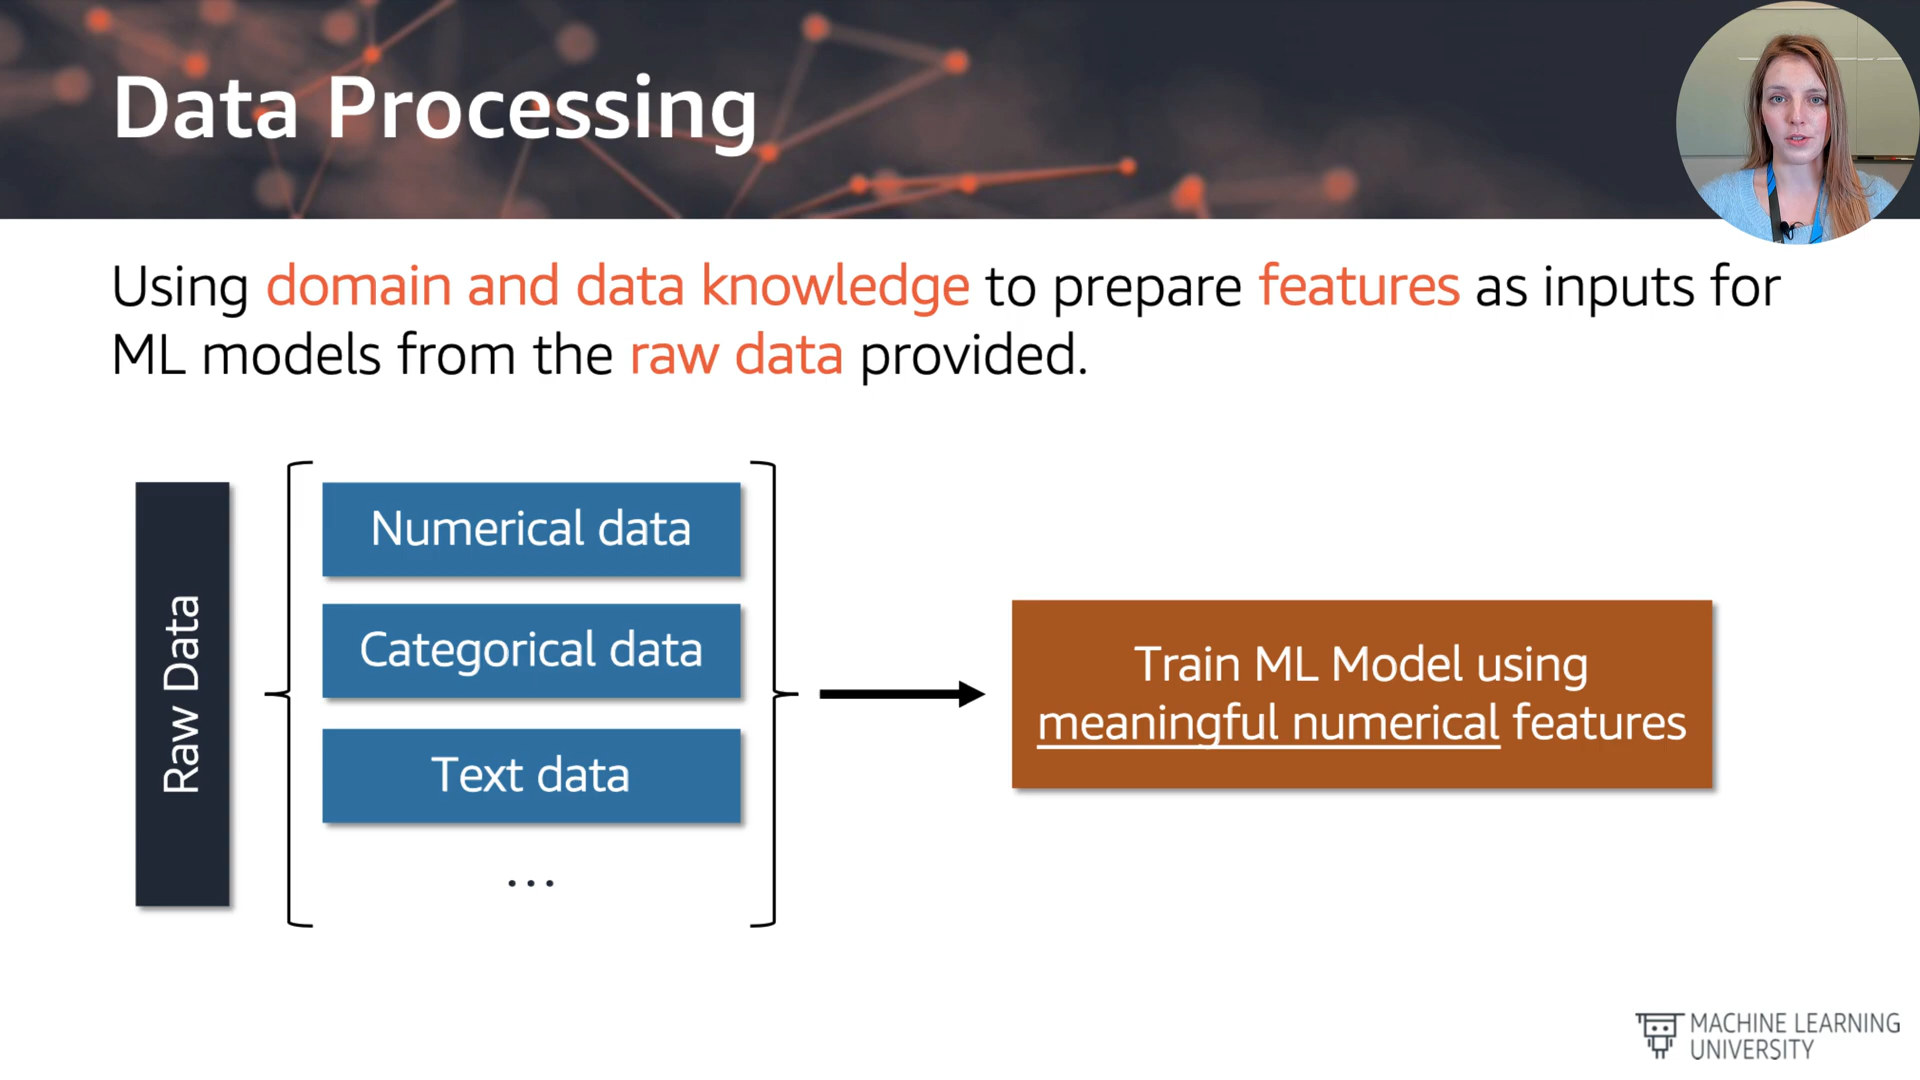 Data Processing
Using domain and data knowledge to prepare features as inputs for
ML models from the raw data provided.
Raw Data
Numerical data
Categorical data
Text data
...
Train ML Model using
meaningful numerical features
MACHINE LEARNING
UNIVERSITY